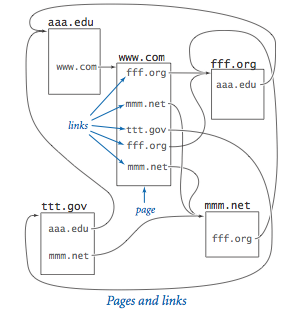 aaa.edu
www.com
www.com
fff.org
mmm.net
ttt.gov
fff.org
mmm.net
fff.org
aaa.edu
links
page
ttt.gov
aaa.edu
mmm.net
mmm.net
fff.org
Pages and links